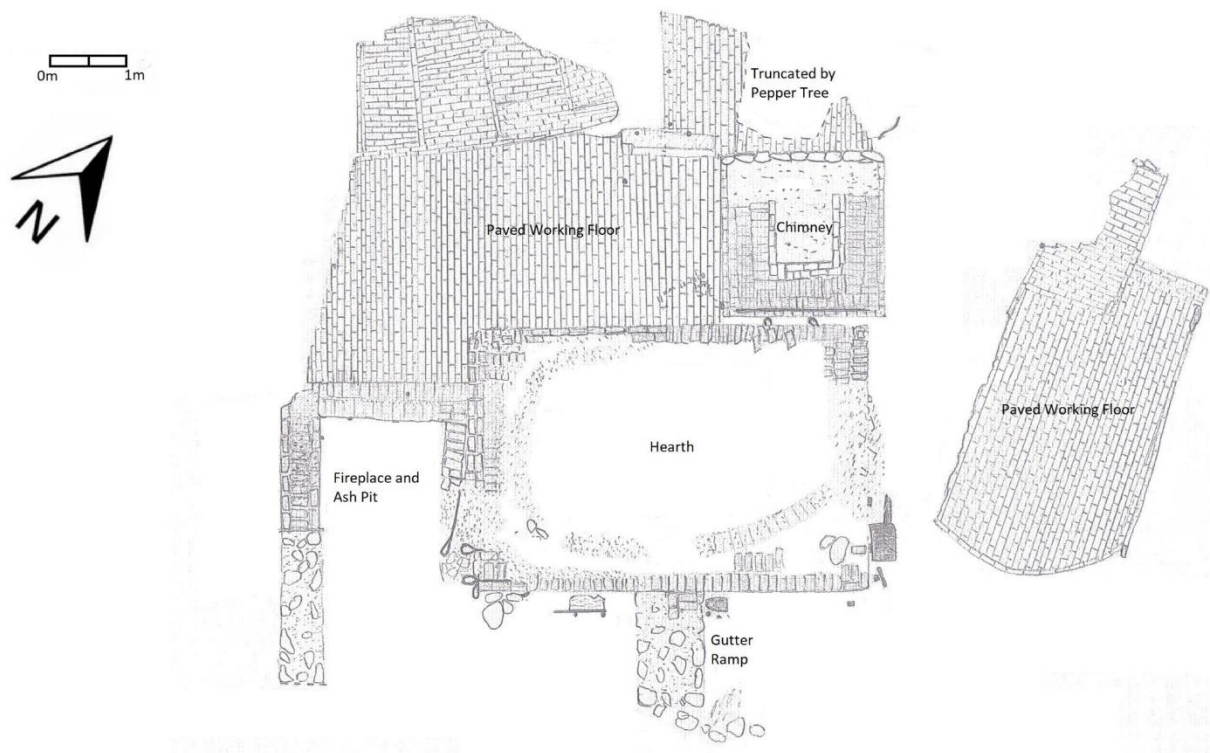 0m 1m
N
Truncated by
Pepper Tree
Paved Working Floor
Chimney
Paved Working Floor
Hearth
Fireplace and
Ash Pit
Gutter
Ramp